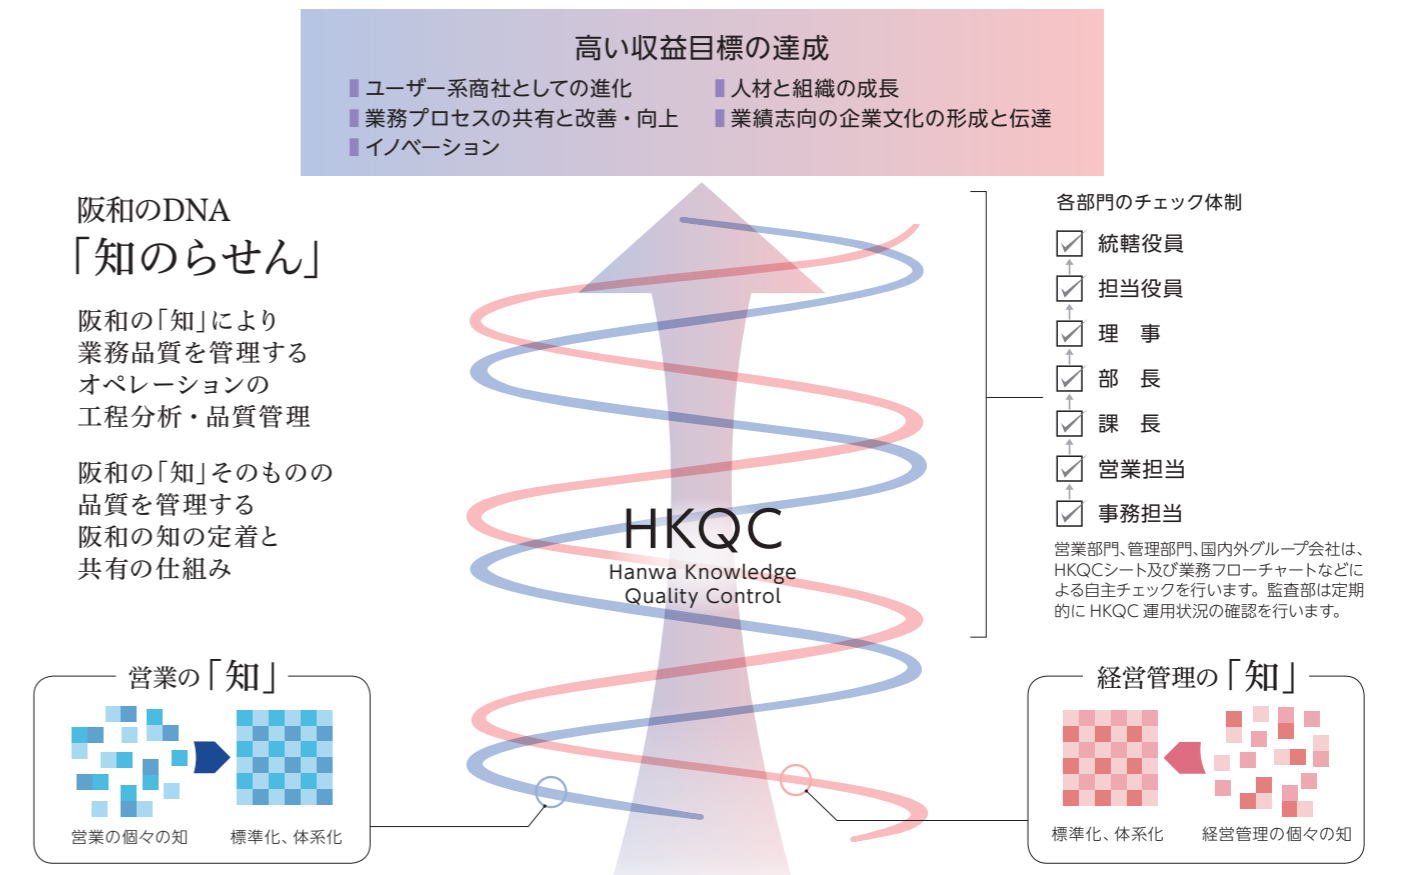 高い収益目標の達成
ユーザー系商社としての進化
業務プロセスの共有と改善・向上
イノベーション
人材と組織の成長
業績志向の企業文化の形成と伝達
阪和のDNA
「知のらせん」
阪和の「知」により
業務品質を管理する
オペレーションの
工程分析・品質管理
阪和の「知」そのものの
品質を管理する
阪和の知の定着と
共有の仕組み
HKQC
Hanwa Knowledge
Quality Control
各部門のチェック体制
統轄役員
担当役員
理　事
部　長
課　長
営業担当
事務担当
営業部門、管理部門、国内外グループ会社は、
HKQCシート及び業務フローチャートなどに
よる自主チェックを行います。監査部は定期
的に HKQC 運用状況の確認を行います。
営業の「知」
営業の個々の知
標準化、体系化
経営管理の「知」
標準化、体系化
経営管理の個々の知